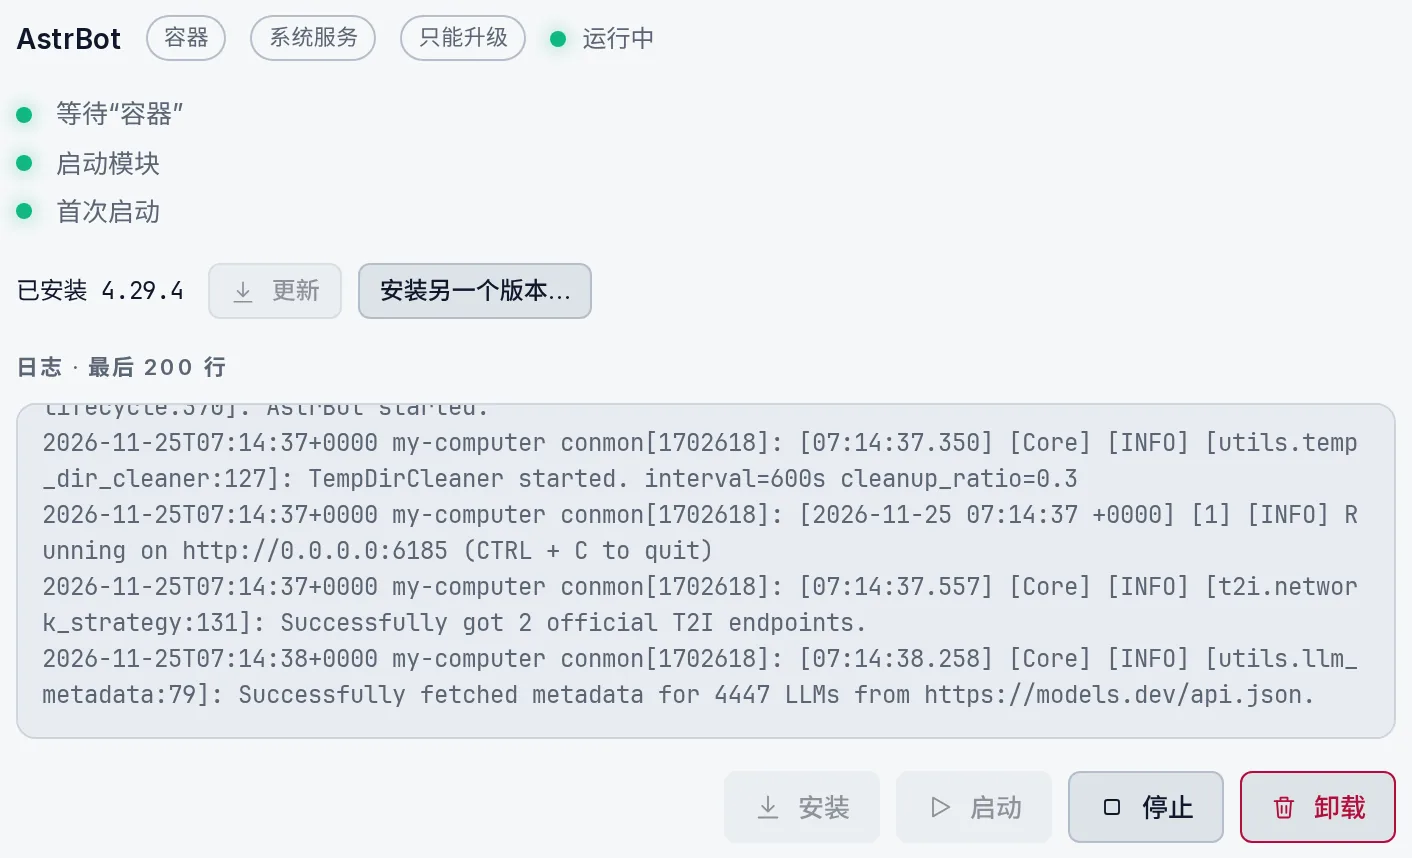 AstrBot 容器 系统服务 只能升级 运行中
等待“容器”
启动模块
首次启动
已安装 4.29.4 更新 安装另一个版本...
日志 · 最后 200 行
lifecycle:370]: AstrBot started.
2026-11-25T07:14:37+0000 my-computer conmon[1702618]: [07:14:37.350] [Core] [INFO] [utils.temp
_dir_cleaner:127]: TempDirCleaner started. interval=600s cleanup_ratio=0.3
2026-11-25T07:14:37+0000 my-computer conmon[1702618]: [2026-11-25 07:14:37 +0000] [1] [INFO] R
unning on http://0.0.0.0:6185 (CTRL + C to quit)
2026-11-25T07:14:37+0000 my-computer conmon[1702618]: [07:14:37.557] [Core] [INFO] [t2i.networ
k_strategy:131]: Successfully got 2 official T2I endpoints.
2026-11-25T07:14:38+0000 my-computer conmon[1702618]: [07:14:38.258] [Core] [INFO] [utils.llm_
metadata:79]: Successfully fetched metadata for 4447 LLMs from https://models.dev/api.json.
安装 启动 停止 卸载